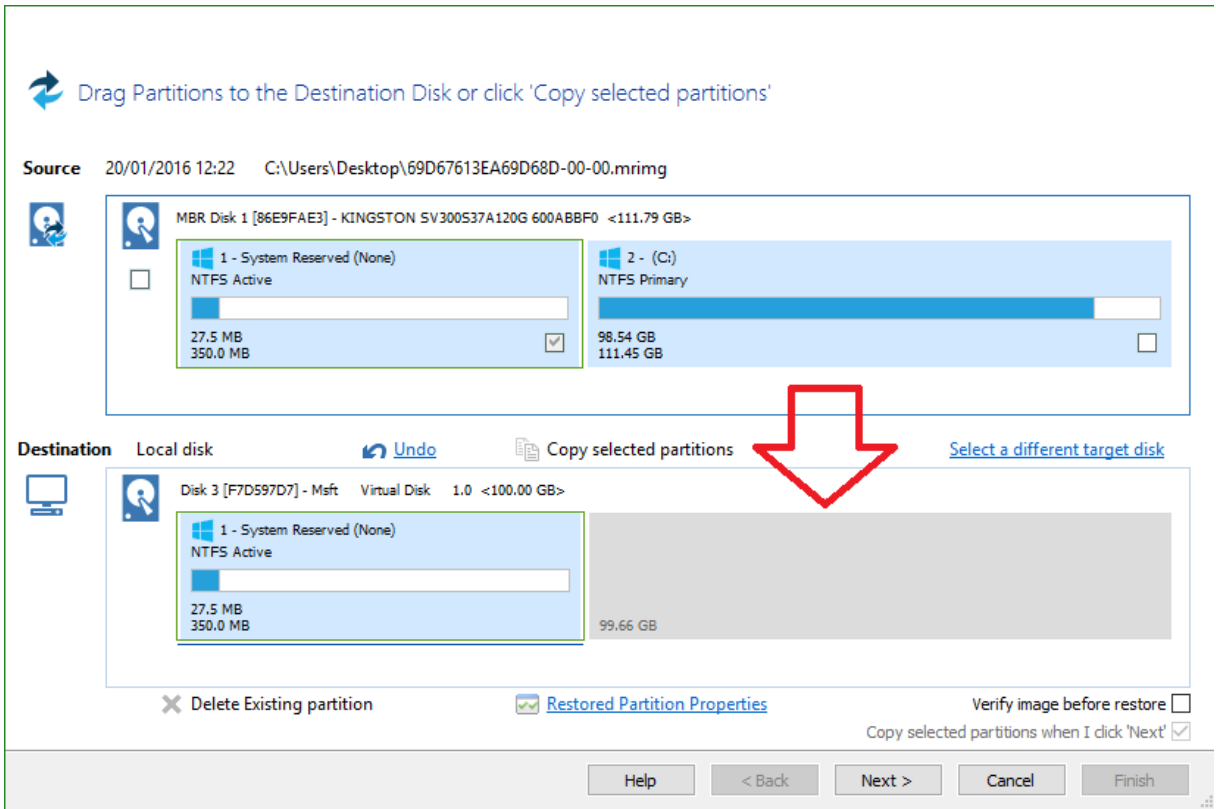 Drag Partitions to the Destination Disk or click 'Copy selected partitions'
Source 20/01/2016 12:22 C:\Users\Desktop\69D67613EA69D68D-00-00.mrimg
MBR Disk 1 [86E9FAE3] - KINGSTON SV300S37A120G 600ABBF0 <111.79 GB>
1 - System Reserved (None)
NTFS Active
27.5 MB
350.0 MB
2 - (C:)
NTFS Primary
98.54 GB
111.45 GB
Destination Local disk Undo Copy selected partitions Select a different target disk
Disk 3 [F7D597D7] - Msft Virtual Disk 1.0 <100.00 GB>
1 - System Reserved (None)
NTFS Active
27.5 MB
350.0 MB
99.66 GB
Delete Existing partition Restored Partition Properties Verify image before restore
Copy selected partitions when I click 'Next'
Help < Back Next > Cancel Finish